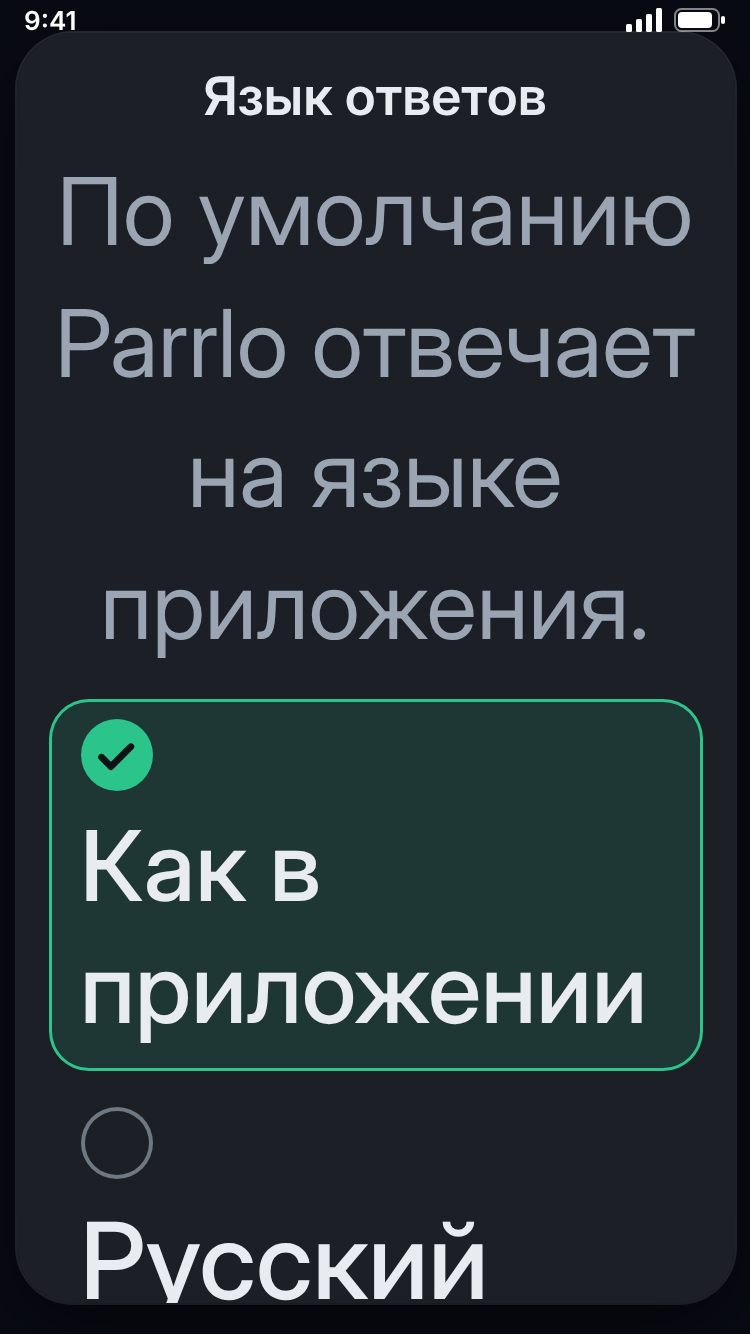 9:41
Язык ответов
По умолчанию
Parrlo отвечает
на языке
приложения.
Как в
приложении
Русский